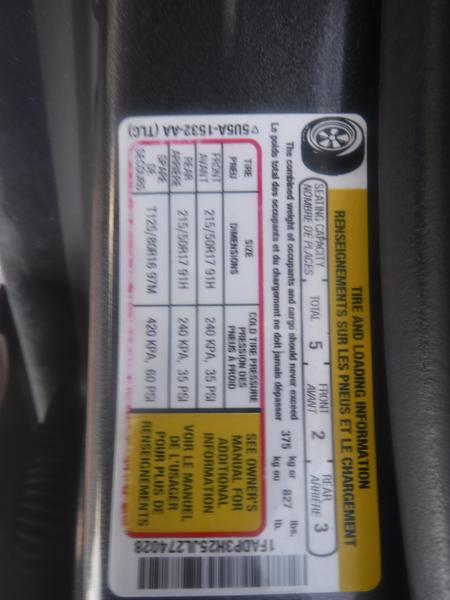 TIRE AND LOADING INFORMATION
RENSEIGNEMENTS SUR LES PNEUS ET LE CHARGEMENT
SEATING CAPACITY
NOMBRE DE PLACES
TOTAL 5
FRONT
AVANT 2
REAR
ARRIÈRE 3
The combined weight of occupants and cargo should never exceed 375 kg or 827 lbs.
Le poids total des occupants et du chargement ne doit jamais dépasser kg ou lb.
TIRE
PNEU
SIZE
DIMENSIONS
COLD TIRE PRESSURE
PRESSION DES
PNEUS À FROID
FRONT
AVANT
215/50R17 91H
240 KPA, 35 PSI
REAR
ARRIÈRE
215/50R17 91H
240 KPA, 35 PSI
SPARE
DE
SECOURS
T125/80R16 97M
420 KPA, 60 PSI
SEE OWNER'S
MANUAL FOR
ADDITIONAL
INFORMATION
VOIR LE MANUEL
DE L'USAGER
POUR PLUS DE
RENSEIGNEMENTS
5U5A-1532-AA (TLC)
1FADP3H25JL274028